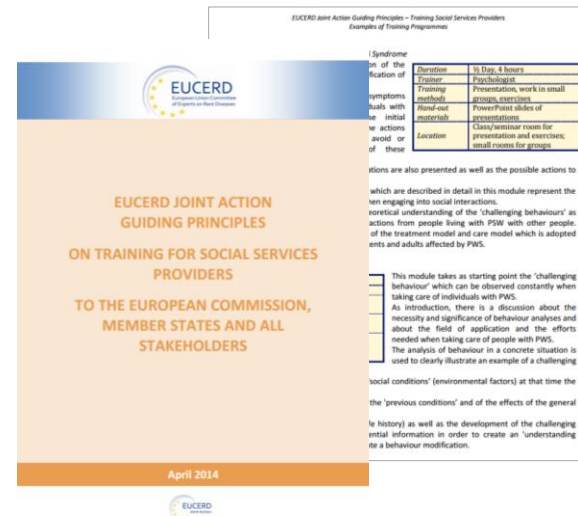 EUCERD Joint Action Guiding Principles – Training Social Services Providers
Examples of Training Programmes
EUCERD
European Union Committee
of Experts on Rare Diseases
EUCERD JOINT ACTION
GUIDING PRINCIPLES
ON TRAINING FOR SOCIAL SERVICES
PROVIDERS
TO THE EUROPEAN COMMISSION,
MEMBER STATES AND ALL
STAKEHOLDERS
April 2014
EUCERD
Syndrome
on of the
fication of
symptoms
duals with
se initial
he actions
avoid or
of these
Duration ½ Day, 4 hours
Trainer Psychologist
Training methods Presentation, work in small groups, exercises
Hand-out materials PowerPoint slides of presentations
Location Class/seminar room for presentation and exercises; small rooms for groups
ations are also presented as well as the possible actions to
which are described in detail in this module represent the
hen engaging into social interactions.
eoretical understanding of the 'challenging behaviours' as
actions from people living with PSW with other people.
of the treatment model and care model which is adopted
ents and adults affected by PWS.
This module takes as starting point the 'challenging
behaviour' which can be observed constantly when
taking care of individuals with PWS.
As introduction, there is a discussion about the
necessity and significance of behaviour analyses and
about the field of application and the efforts
needed when taking care of people with PWS.
The analysis of behaviour in a concrete situation is
used to clearly illustrate an example of a challenging
'social conditions' (environmental factors) at that time the
the 'previous conditions' and of the effects of the general
fe history) as well as the development of the challenging
ential information in order to create an 'understanding
te a behaviour modification.